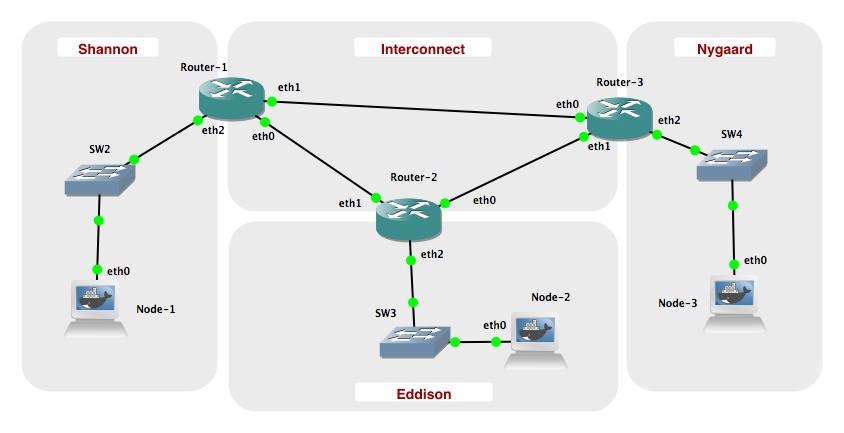 Shannon
Interconnect
Nygaard
Router-1
eth1
eth2
eth0
Router-3
eth0
eth2
eth1
SW2
SW4
Router-2
eth1
eth0
eth2
eth0
Node-1
SW3
eth0
Node-2
eth0
Node-3
Eddison